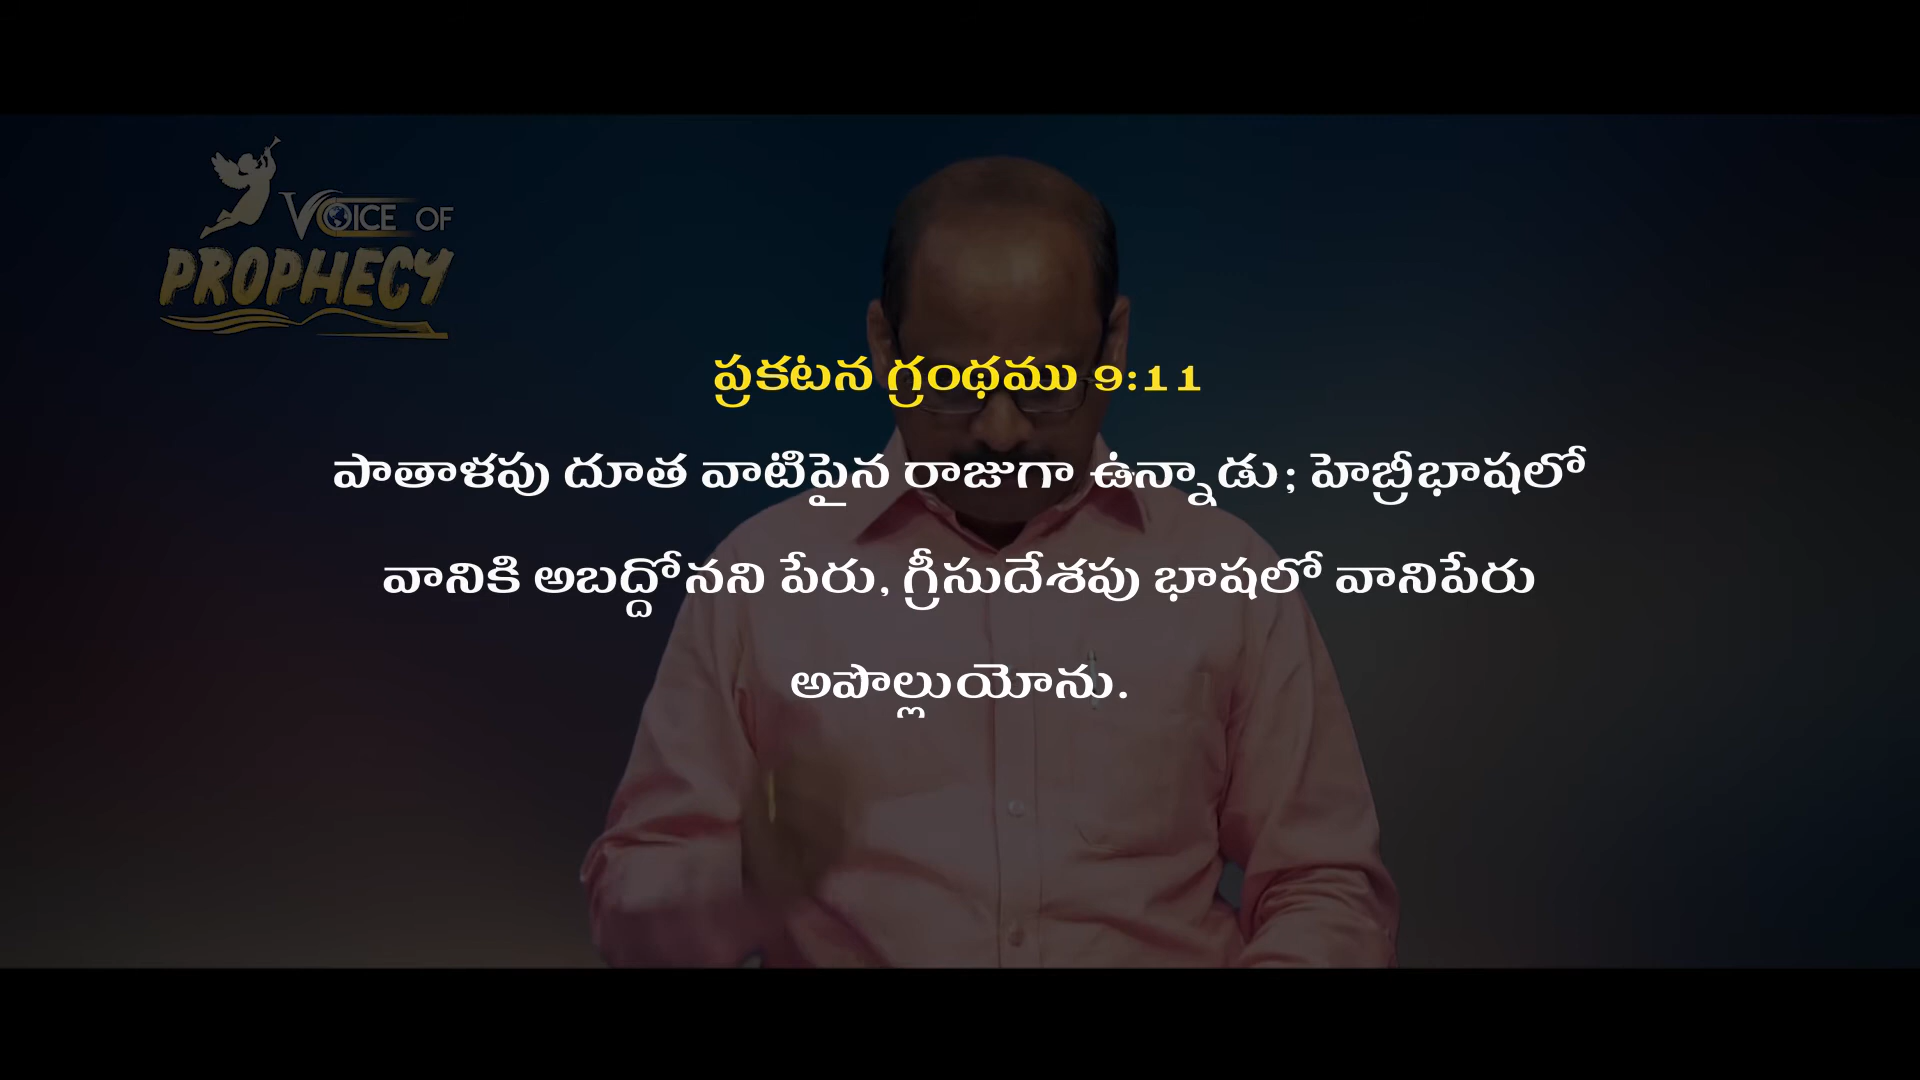 VOICE OF
PROPHECY
ప్రకటన గ్రంథము 9:11
పాతాళపు దూత వాటిపైన రాజుగా ఉన్నాడు; హెబ్రీభాషలో
వానికి అబద్దోనని పేరు, గ్రీసుదేశపు భాషలో వానిపేరు
అపొల్లుయోను.